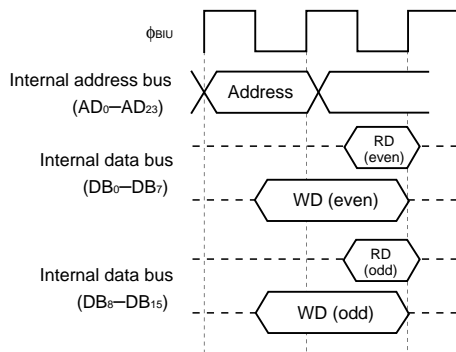 ϕBIU
Internal address bus
(AD0–AD23)
Address
Internal data bus
(DB0–DB7)
RD
(even)
WD (even)
Internal data bus
(DB8–DB15)
RD
(odd)
WD (odd)